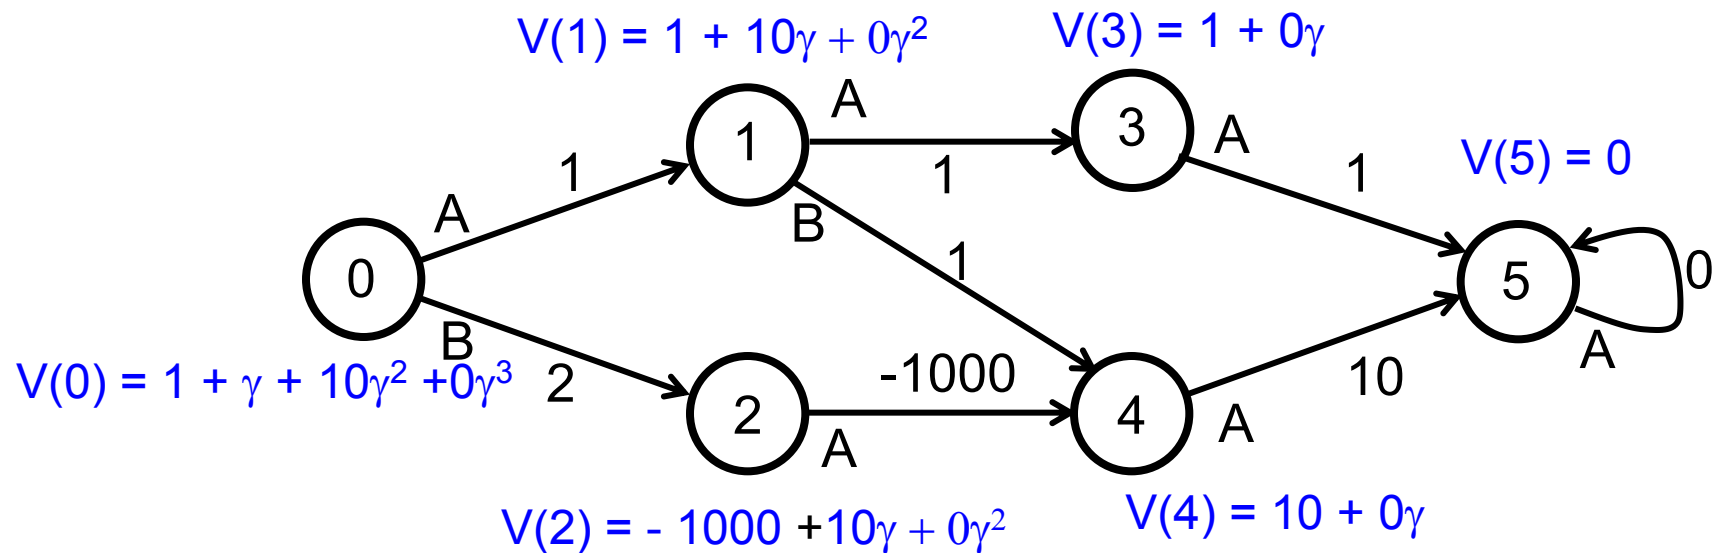 V(1) = 1 + 10γ + 0γ²
V(3) = 1 + 0γ
A
1
A
3
A
1
V(5) = 0
1
1
A
B
0
1
5
0
B
A
V(0) = 1 + γ + 10γ² +0γ³
2
-1000
10
2
A
4
A
V(2) = - 1000 +10γ + 0γ²
V(4) = 10 + 0γ